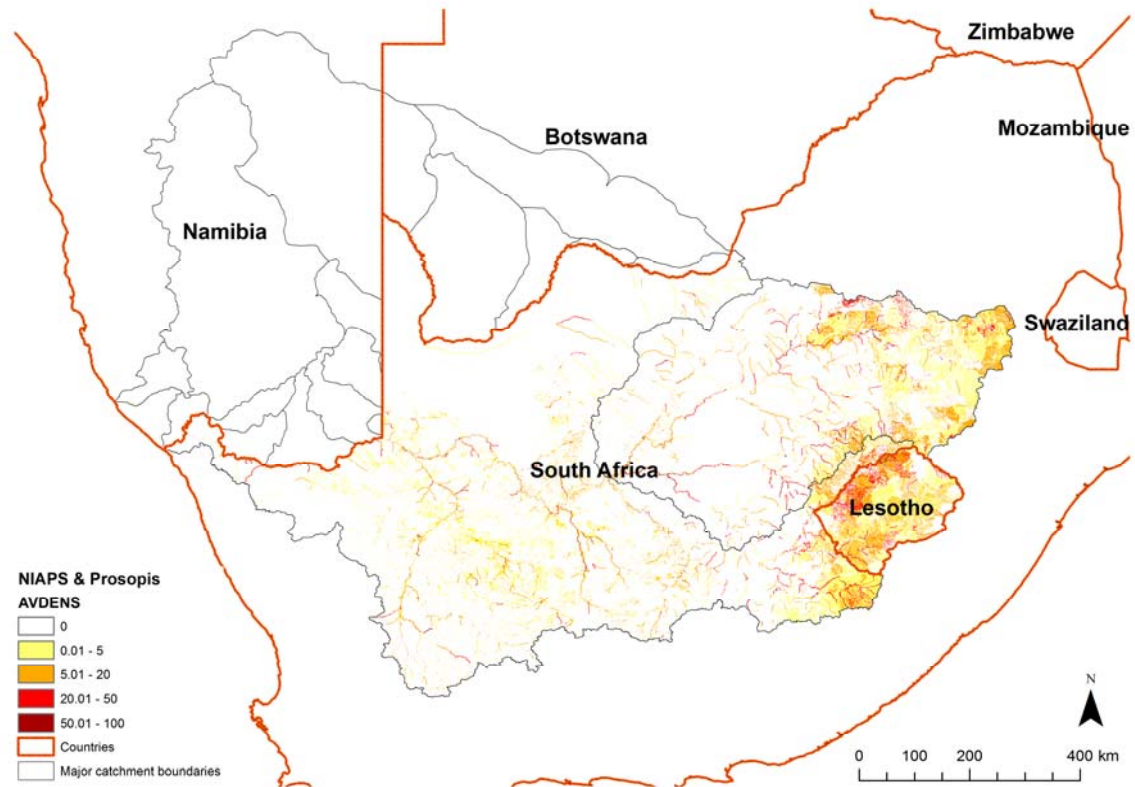 Zimbabwe
Mozambique
Botswana
Namibia
Swaziland
South Africa
Lesotho
NIAPS & Prosopis
AVDENS
0
0.01 - 5
5.01 - 20
20.01 - 50
50.01 - 100
Countries
Major catchment boundaries
N
0 100 200 400 km